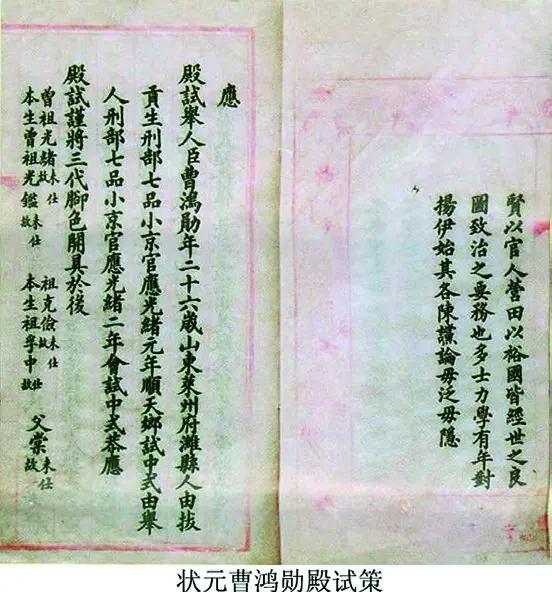 賢以官人營田以裕國皆經世之良
圖致治之要務也多士力學有年對
揚伊始其各陳讜論毋泛毋隱
應
殿試舉人臣曹鴻勛年二十六歲山東萊州府濰縣人由拔
貢生刑部七品小京官應光緒元年順天鄉試中式由舉
人刑部七品小京官應光緒二年會試中式恭應
殿試謹將三代脚色開具於後
曾祖光 未仕故 祖克儉未仕故 父棠未仕故
本生曾祖光鑑未仕故 本生祖孚中仕故
状元曹鸿勋殿试策